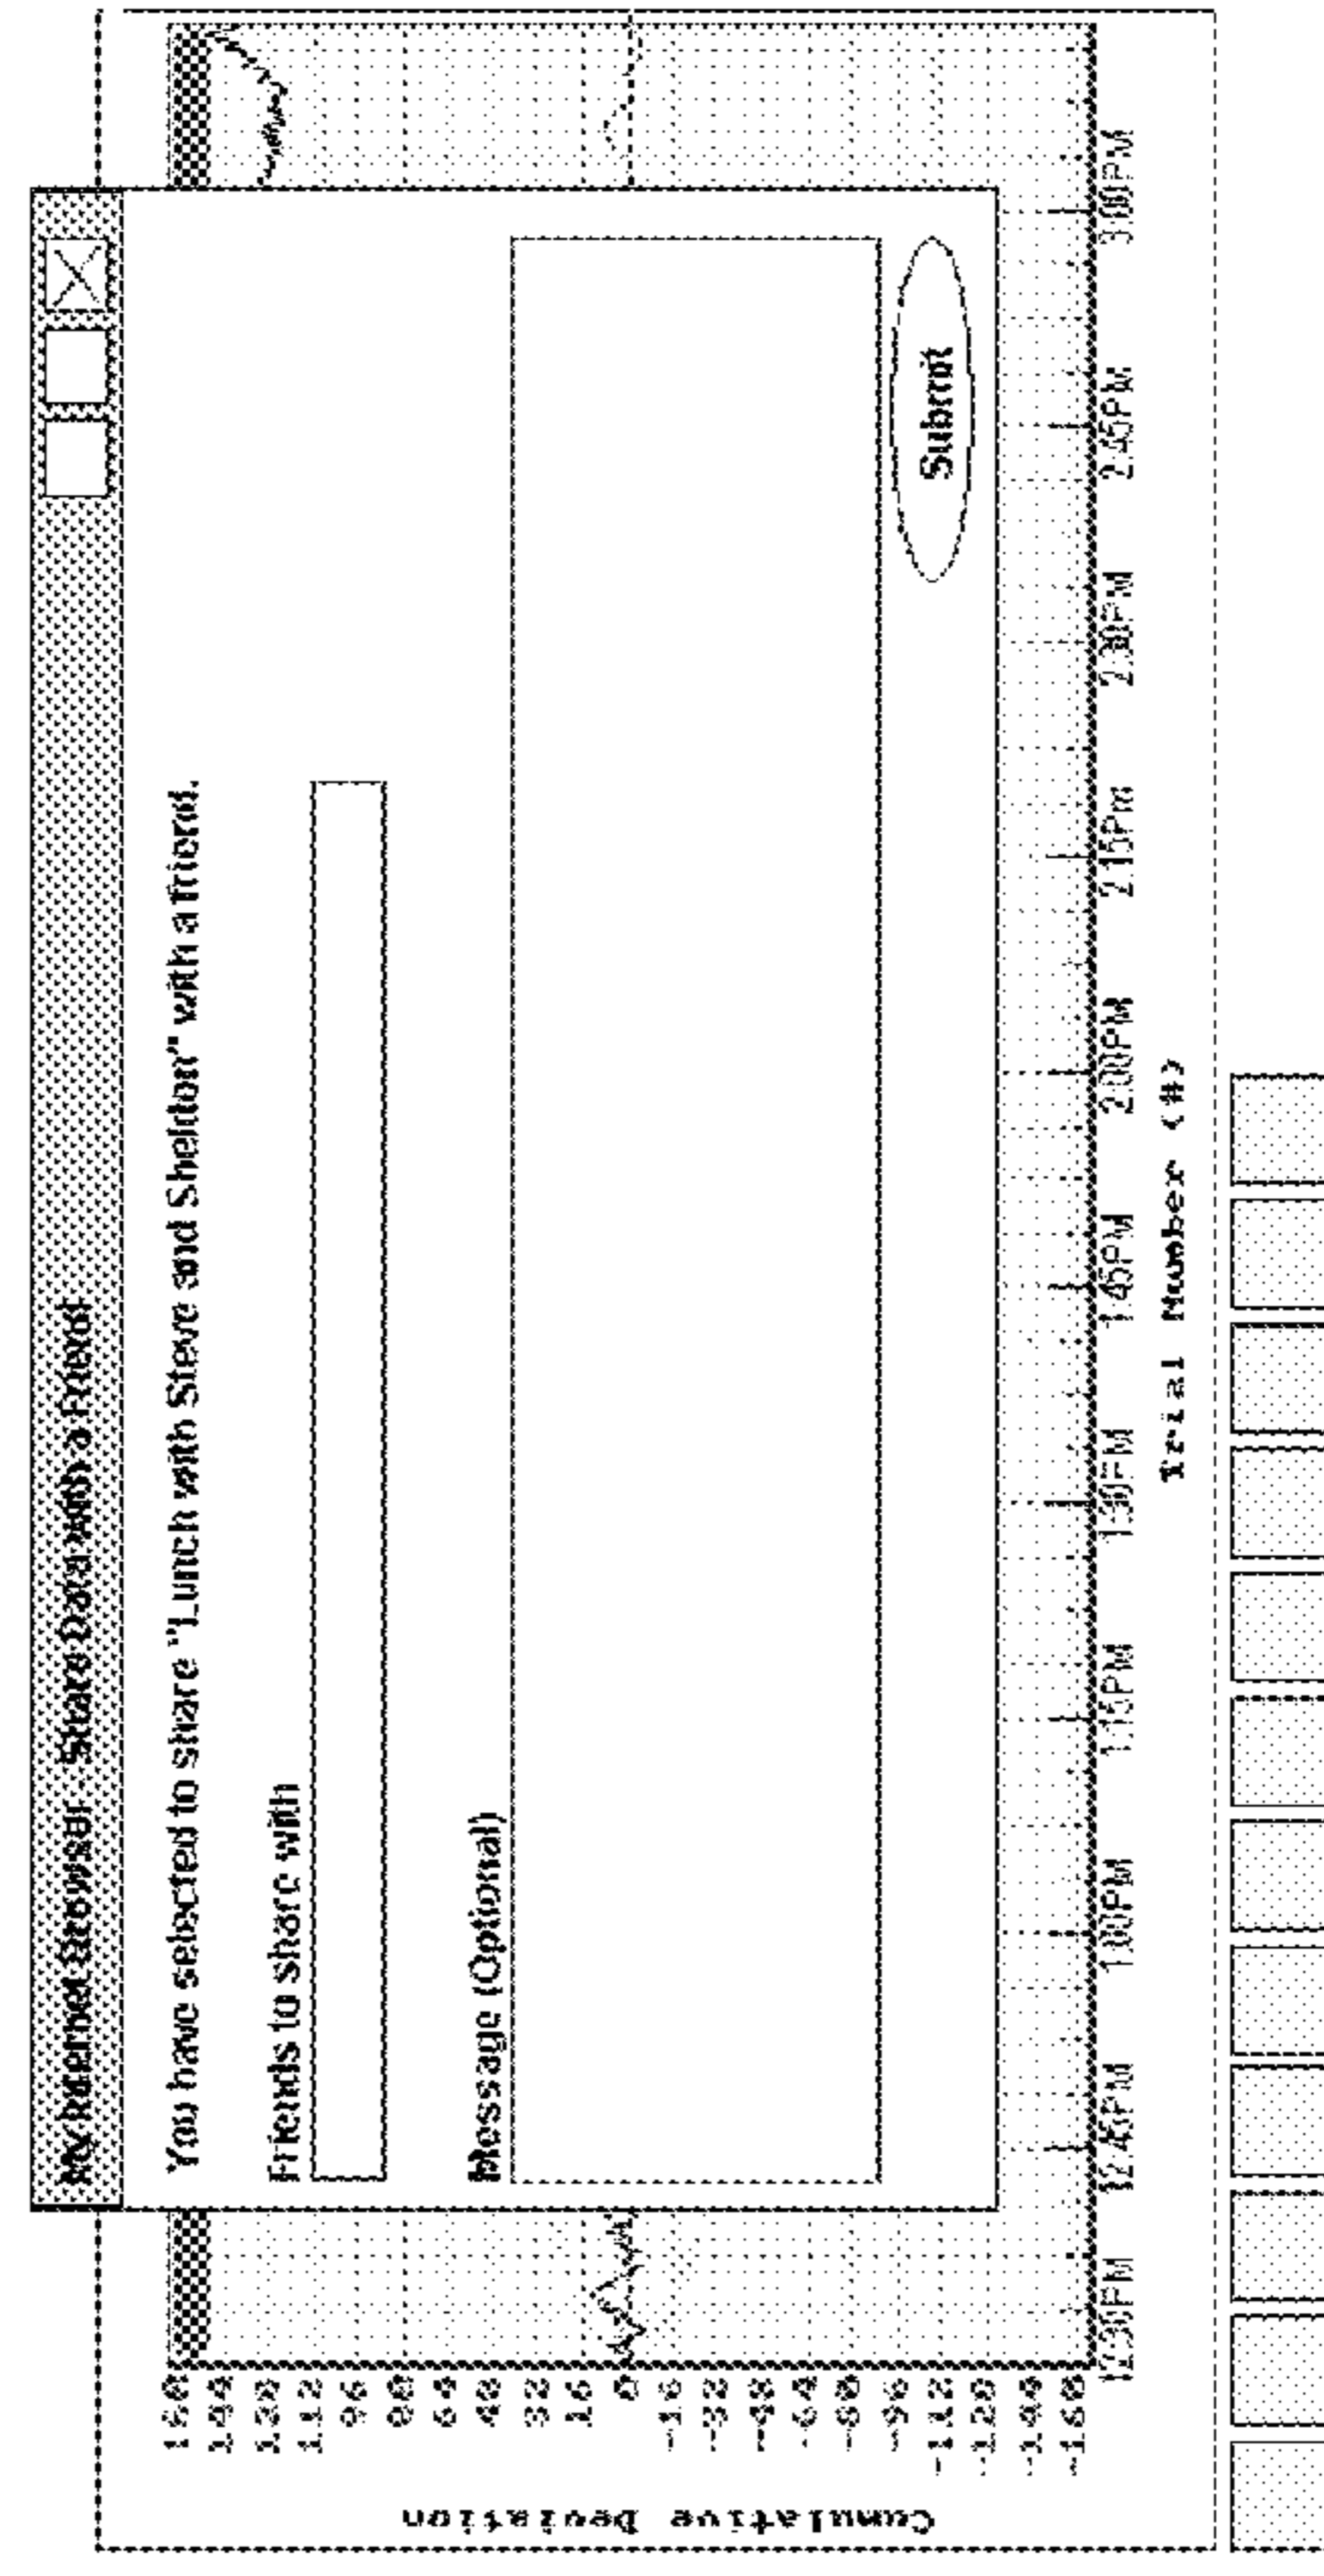 My Kernel Browser - Share Data with a Friend
You have selected to share "Lunch with Steve and Sheldon" with a friend.
Friends to share with
Message (Optional)
Submit
Cumulative Deviation
160
144
128
112
96
80
64
48
32
16
0
-16
-32
-48
-64
-80
-96
-112
-128
-144
-160
12:30PM 12:45PM 1:00PM 1:15PM 1:30PM 1:45PM 2:00PM 2:15Pm 2:30PM 2:45PM 3:00PM
Trial Number (#)